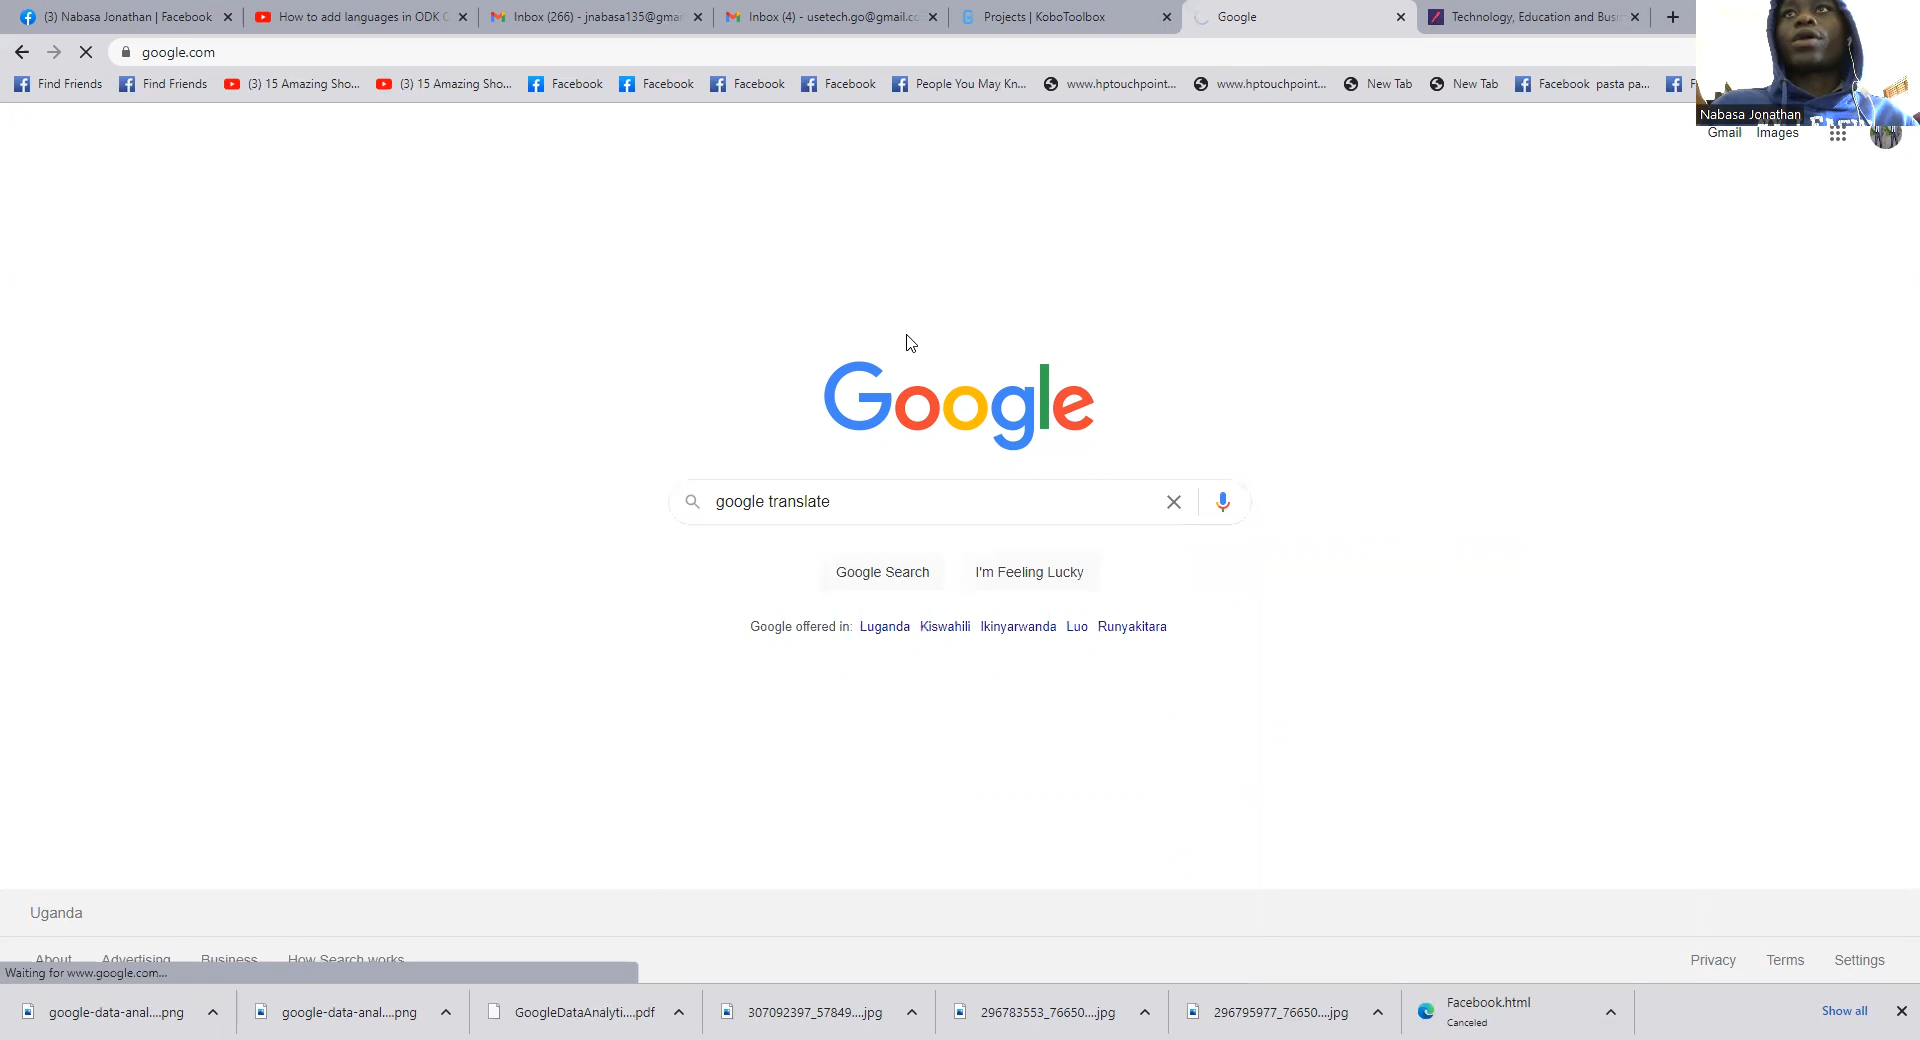 (3) Nabasa Jonathan | Facebook
How to add languages in ODK C
Inbox (266) - jnabasa135@gmai
Inbox (4) - usetech.go@gmail.co
Projects | KoboToolbox
Google
Technology, Education and Busi
google.com
Find Friends
Find Friends
(3) 15 Amazing Sho...
(3) 15 Amazing Sho...
Facebook
Facebook
Facebook
Facebook
People You May Kn...
www.hptouchpoint...
www.hptouchpoint...
New Tab
New Tab
Facebook pasta pa...
Nabasa Jonathan
Gmail Images
Google
google translate
Google Search I'm Feeling Lucky
Google offered in: Luganda Kiswahili Ikinyarwanda Luo Runyakitara
Uganda
About Advertising Business How Search works
Privacy Terms Settings
Waiting for www.google.com...
google-data-anal....png
google-data-anal....png
GoogleDataAnalyti....pdf
307092397_57849....jpg
296783553_76650....jpg
296795977_76650....jpg
Facebook.html
Canceled
Show all